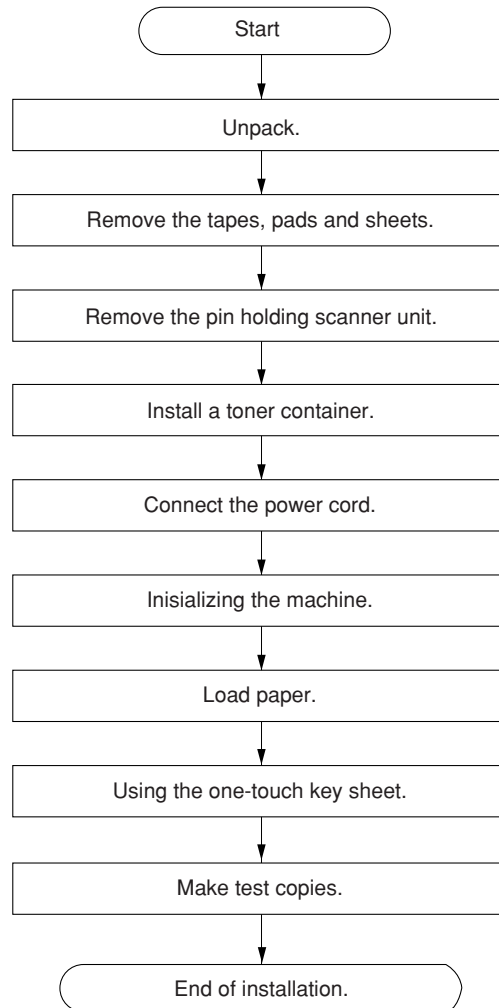 Start
Unpack.
Remove the tapes, pads and sheets.
Remove the pin holding scanner unit.
Install a toner container.
Connect the power cord.
Inisializing the machine.
Load paper.
Using the one-touch key sheet.
Make test copies.
End of installation.